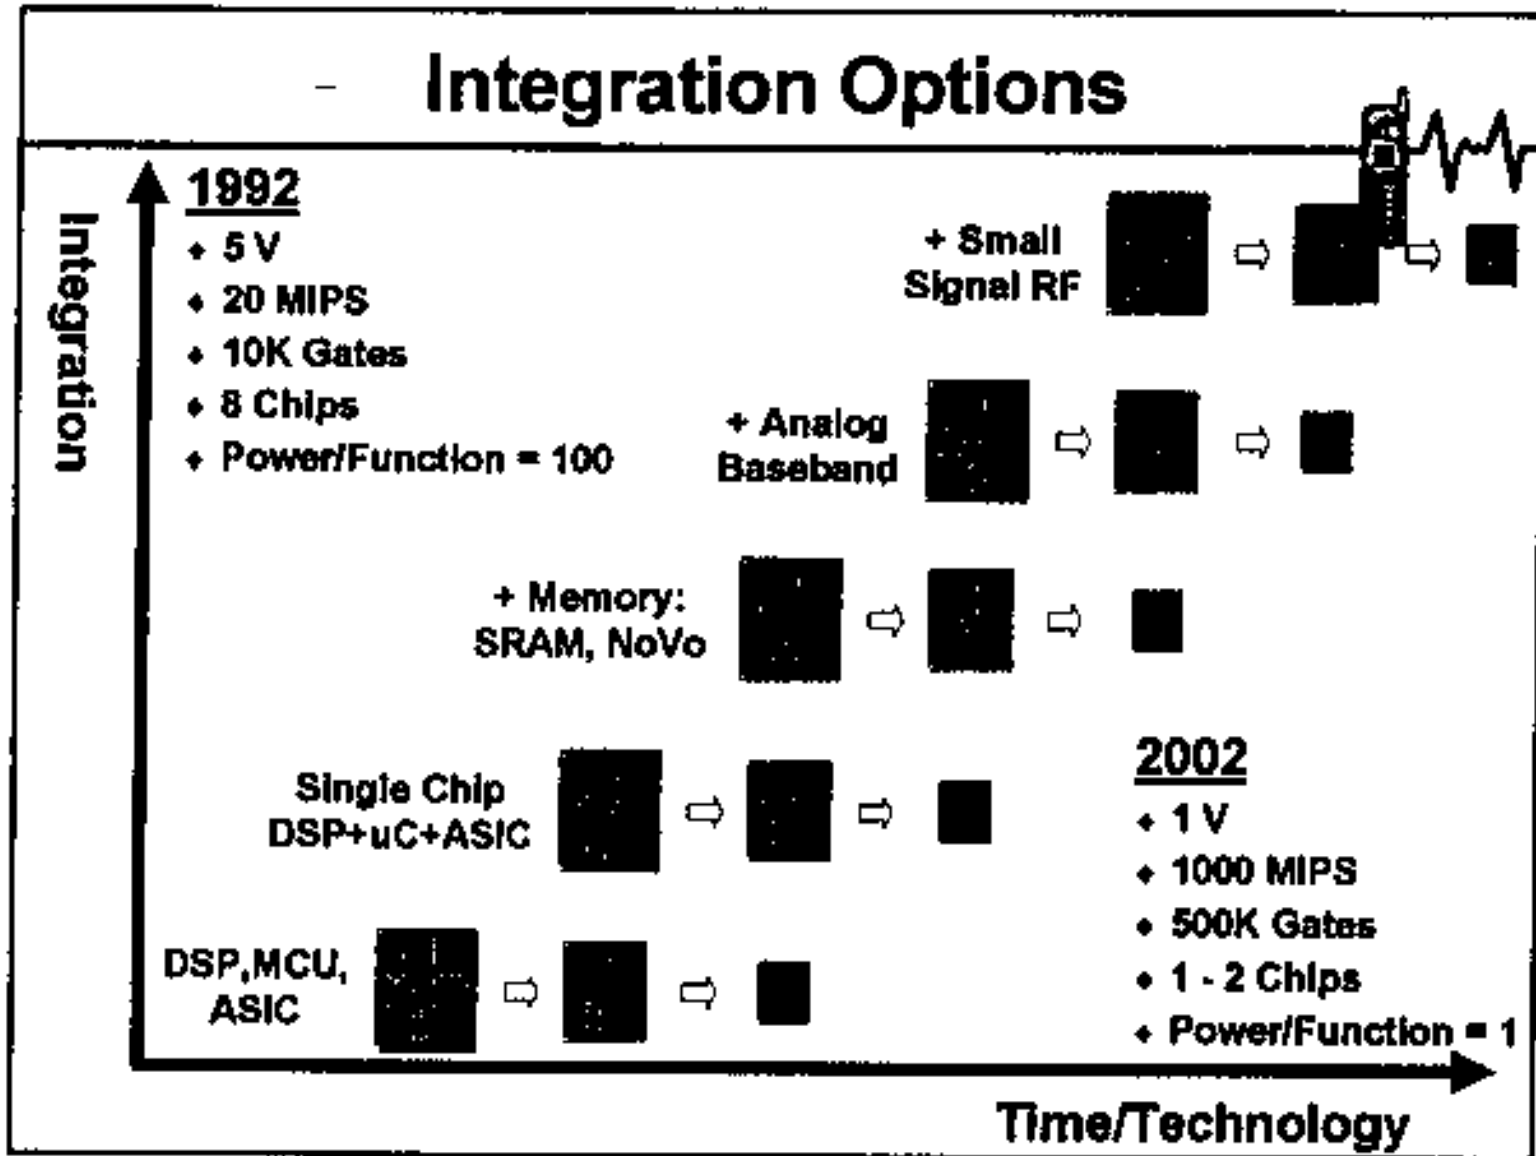 Integration Options
Integration
1992
♦ 5 V
♦ 20 MIPS
♦ 10K Gates
♦ 8 Chips
♦ Power/Function = 100
+ Small
Signal RF
+ Analog
Baseband
+ Memory:
SRAM, NoVo
Single Chip
DSP+uC+ASIC
DSP,MCU,
ASIC
2002
♦ 1 V
♦ 1000 MIPS
♦ 500K Gates
♦ 1 - 2 Chips
♦ Power/Function = 1
Time/Technology